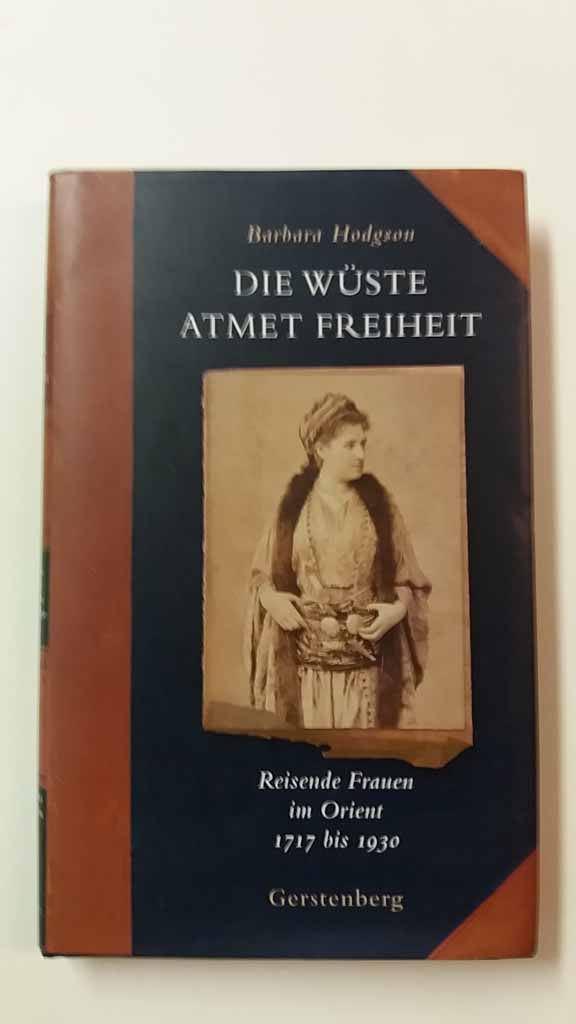 Barbara Hodgson
DIE WÜSTE
ATMET FREIHEIT
Reisende Frauen
im Orient
1717 bis 1930
Gerstenberg